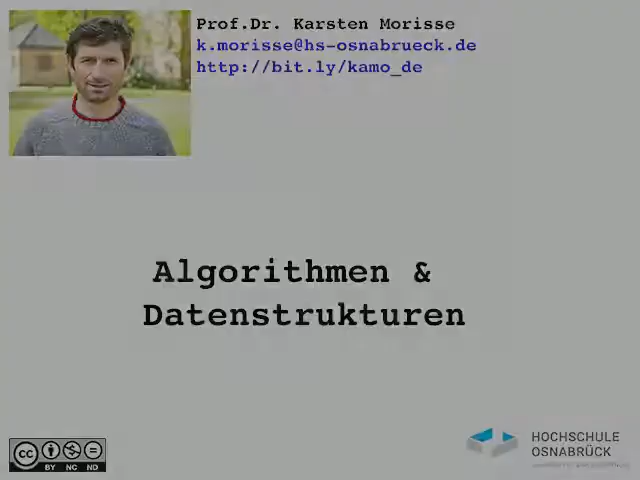 Prof.Dr. Karsten Morisse
k.morisse@hs-osnabrueck.de
http://bit.ly/kamo_de
Algorithmen &
Datenstrukturen
cc
BY NC ND
HOCHSCHULE
OSNABRÜCK